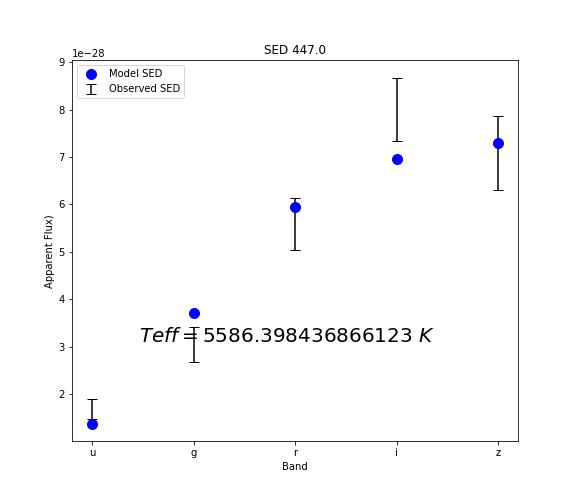 SED 447.0
1e−28
Model SED
Observed SED
9
8
7
6
5
4
3
2
Apparent Flux)
Teff = 5586.398436866123 K
u g r i z
Band